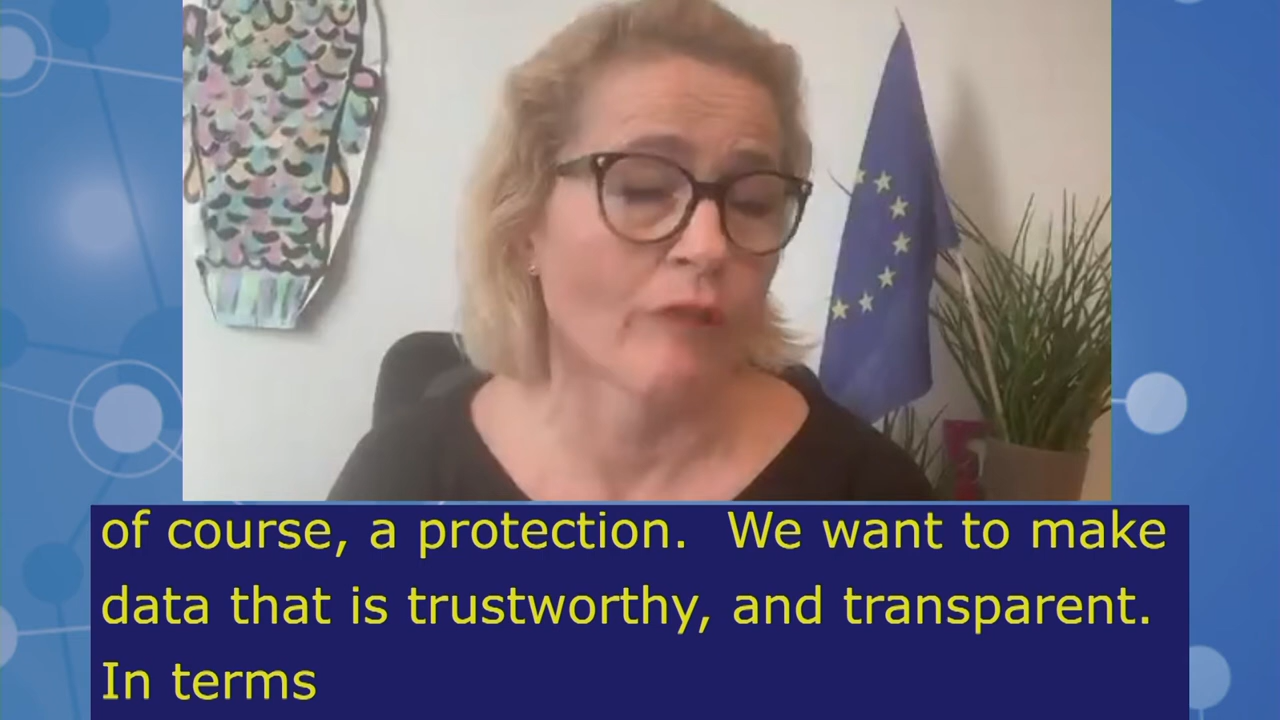 of course, a protection.  We want to make
data that is trustworthy, and transparent.
In terms